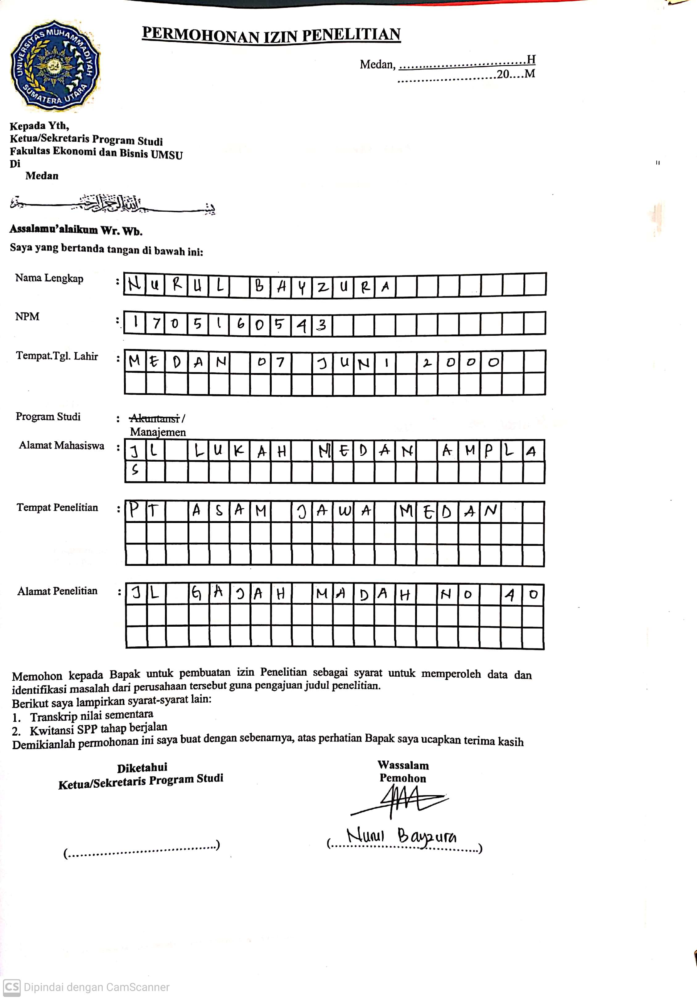 UNIVERSITAS MUHAMMADIYAH
SUMATERA UTARA
PERMOHONAN IZIN PENELITIAN
Medan, ................................H
.........................20....M
Kepada Yth,
Ketua/Sekretaris Program Studi
Fakultas Ekonomi dan Bisnis UMSU
Di
Medan
Assalamu'alaikum Wr. Wb.
Saya yang bertanda tangan di bawah ini:
Nama Lengkap : NURUL BAYZURA
NPM : 1705160543
Tempat.Tgl. Lahir : MEDAN 07 JUNI 2000
Program Studi : Akuntansi /
Manajemen
Alamat Mahasiswa : JL LUKAH MEDAN AMPLA
S
Tempat Penelitian : PT ASAM JAWA MEDAN
Alamat Penelitian : JL GAJAH MADAH NO 40
Memohon kepada Bapak untuk pembuatan izin Penelitian sebagai syarat untuk memperoleh data dan
identifikasi masalah dari perusahaan tersebut guna pengajuan judul penelitian.
Berikut saya lampirkan syarat-syarat lain:
1. Transkrip nilai sementara
2. Kwitansi SPP tahap berjalan
Demikianlah permohonan ini saya buat dengan sebenarnya, atas perhatian Bapak saya ucapkan terima kasih
Diketahui
Ketua/Sekretaris Program Studi
(......................................)
Wassalam
Pemohon
(Nurul Bayzura)
CS Dipindai dengan CamScanner